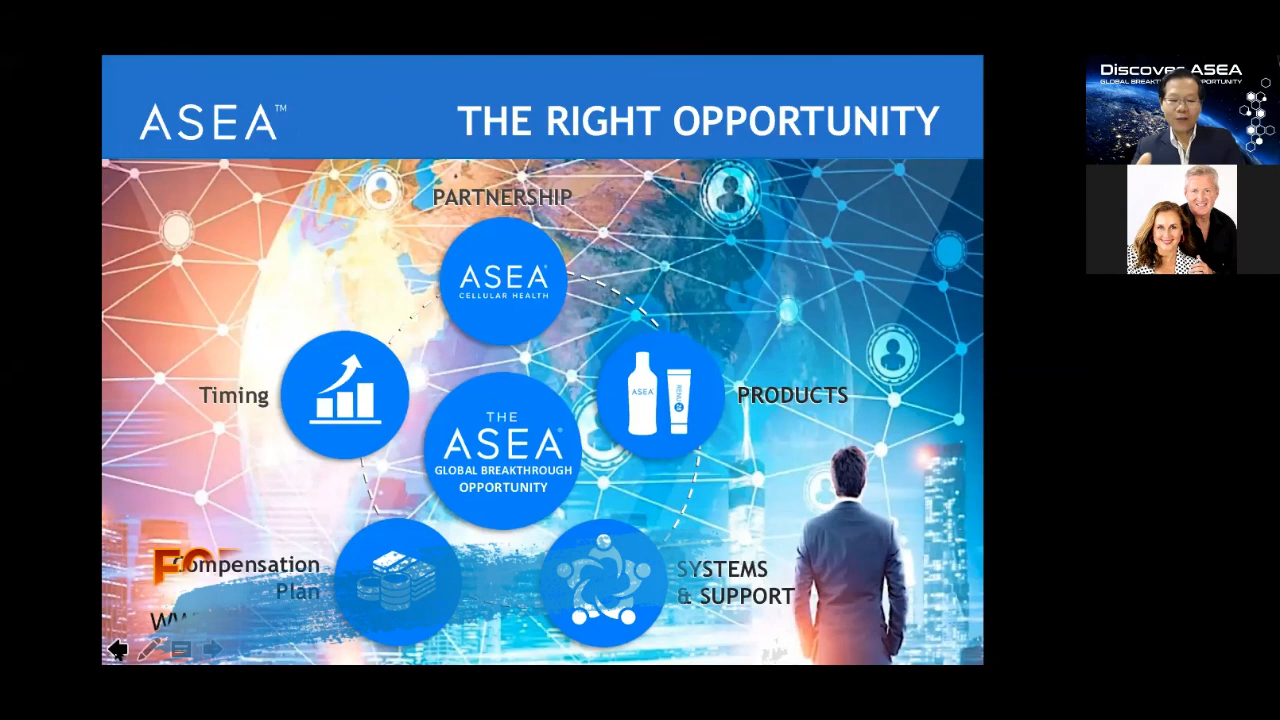 ASEA™
THE RIGHT OPPORTUNITY
PARTNERSHIP
ASEA®
CELLULAR HEALTH
Timing
ASEA
RENU
PRODUCTS
THE
ASEA®
GLOBAL BREAKTHROUGH
OPPORTUNITY
Compensation
Plan
SYSTEMS
& SUPPORT
Discover ASEA